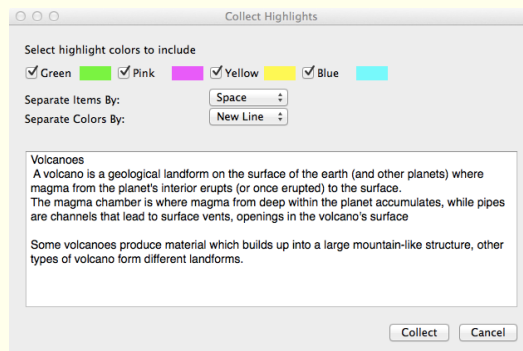 Collect Highlights
Select highlight colors to include
Green Pink Yellow Blue
Separate Items By: Space
Separate Colors By: New Line
Volcanoes
A volcano is a geological landform on the surface of the earth (and other planets) where
magma from the planet's interior erupts (or once erupted) to the surface.
The magma chamber is where magma from deep within the planet accumulates, while pipes
are channels that lead to surface vents, openings in the volcano's surface
Some volcanoes produce material which builds up into a large mountain-like structure, other
types of volcano form different landforms.
Collect Cancel